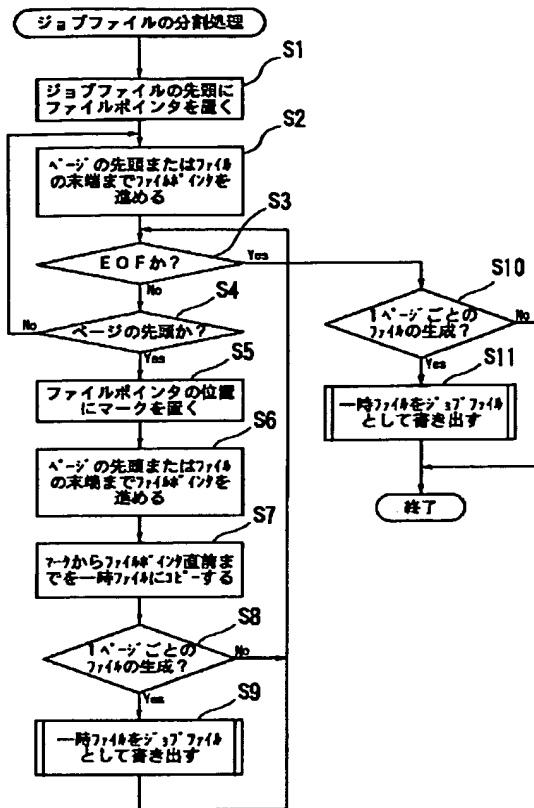 ジョブファイルの分割処理
S1
ジョブファイルの先頭に
ファイルポインタを置く
S2
ページの先頭またはファイル
の末端までファイルポインタを
進める
S3
EOFか?
Yes
No
S4
ページの先頭か?
No
Yes
S5
ファイルポインタの位置
にマークを置く
S6
ページの先頭またはファイル
の末端までファイルポインタを
進める
S7
マークからファイルポインタ直前ま
でを一時ファイルにコピーする
S8
1ページごとの
ファイルの生成?
No
Yes
S9
一時ファイルをジョブファイル
として書き出す
S10
1ページごとの
ファイルの生成?
No
Yes
S11
一時ファイルをジョブファイル
として書き出す
終了